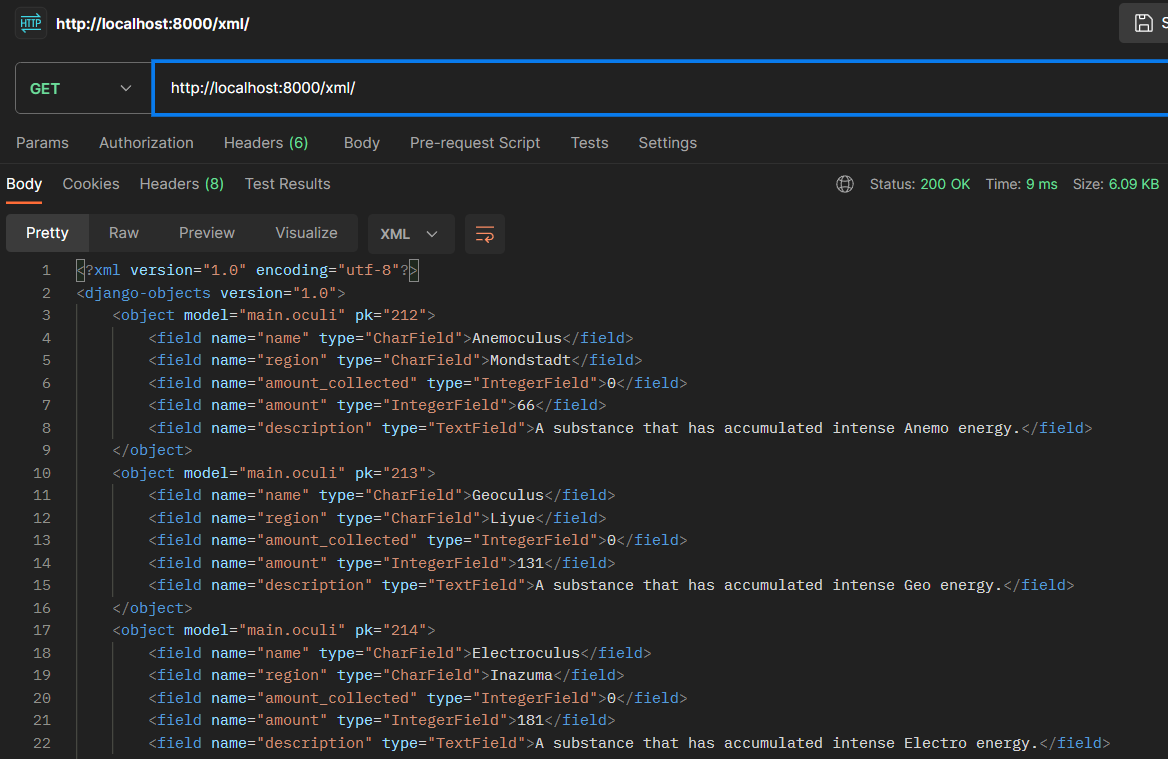 HTTP http://localhost:8000/xml/ S
GET http://localhost:8000/xml/
Params Authorization Headers (6) Body Pre-request Script Tests Settings
Body Cookies Headers (8) Test Results Status: 200 OK Time: 9 ms Size: 6.09 KB
Pretty Raw Preview Visualize XML
1 <?xml version="1.0" encoding="utf-8"?>
2 <django-objects version="1.0">
3 <object model="main.oculi" pk="212">
4 <field name="name" type="CharField">Anemoculus</field>
5 <field name="region" type="CharField">Mondstadt</field>
6 <field name="amount_collected" type="IntegerField">0</field>
7 <field name="amount" type="IntegerField">66</field>
8 <field name="description" type="TextField">A substance that has accumulated intense Anemo energy.</field>
9 </object>
10 <object model="main.oculi" pk="213">
11 <field name="name" type="CharField">Geoculus</field>
12 <field name="region" type="CharField">Liyue</field>
13 <field name="amount_collected" type="IntegerField">0</field>
14 <field name="amount" type="IntegerField">131</field>
15 <field name="description" type="TextField">A substance that has accumulated intense Geo energy.</field>
16 </object>
17 <object model="main.oculi" pk="214">
18 <field name="name" type="CharField">Electroculus</field>
19 <field name="region" type="CharField">Inazuma</field>
20 <field name="amount_collected" type="IntegerField">0</field>
21 <field name="amount" type="IntegerField">181</field>
22 <field name="description" type="TextField">A substance that has accumulated intense Electro energy.</field>